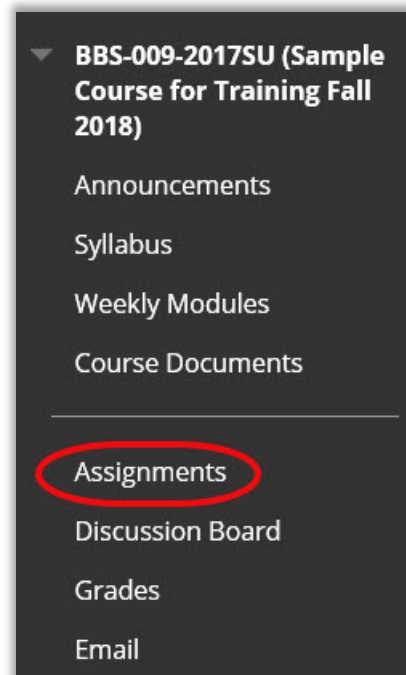 BBS-009-2017SU (Sample
Course for Training Fall
2018)
Announcements
Syllabus
Weekly Modules
Course Documents
Assignments
Discussion Board
Grades
Email